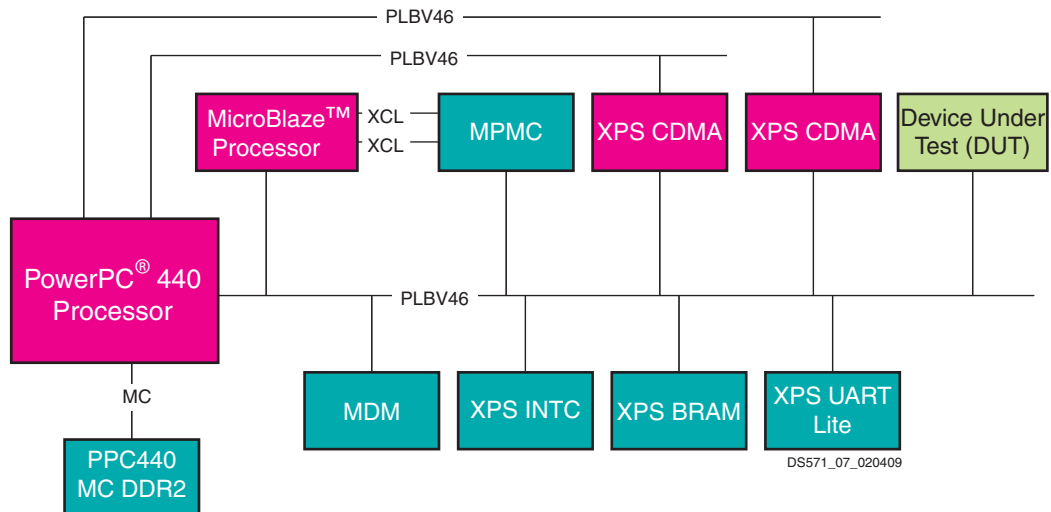 PLBV46
PLBV46
MicroBlaze™
Processor
XCL
XCL
MPMC
XPS CDMA
XPS CDMA
Device Under
Test (DUT)
PowerPC® 440
Processor
PLBV46
MC
MDM
XPS INTC
XPS BRAM
XPS UART
Lite
PPC440
MC DDR2
DS571_07_020409